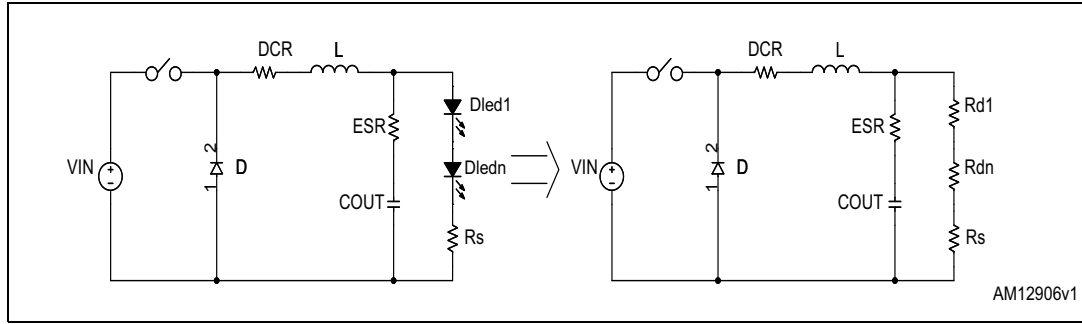 DCR
L
Dled1
ESR
VIN
2
1
D
Dledn
COUT
Rs
DCR
L
Rd1
ESR
VIN
2
1
D
Rdn
COUT
Rs
AM12906v1